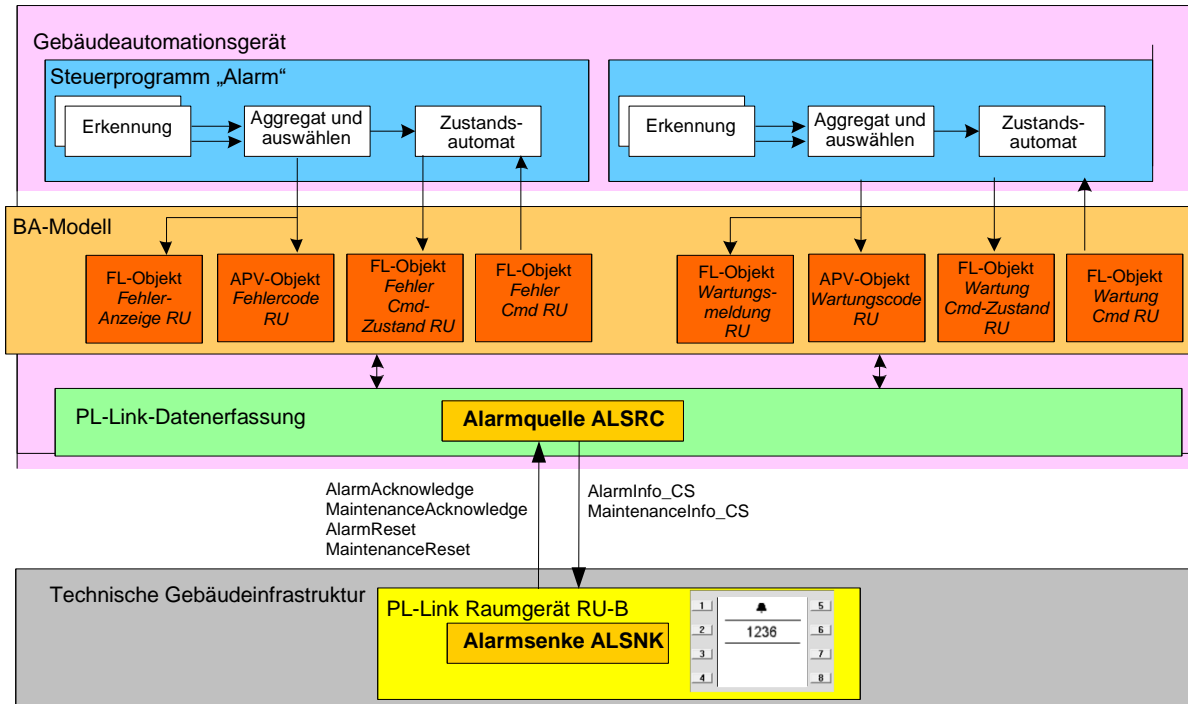 Gebäudeautomationsgerät
Steuerprogramm „Alarm“
Erkennung
Aggregat und
auswählen
Zustands-
automat
Erkennung
Aggregat und
auswählen
Zustands-
automat
BA-Modell
FL-Objekt
Fehler-
Anzeige RU
APV-Objekt
Fehlercode
RU
FL-Objekt
Fehler
Cmd-
Zustand RU
FL-Objekt
Fehler
Cmd RU
FL-Objekt
Wartungs-
meldung
RU
APV-Objekt
Wartungscode
RU
FL-Objekt
Wartung
Cmd-Zustand
RU
FL-Objekt
Wartung
Cmd RU
PL-Link-Datenerfassung
Alarmquelle ALSRC
AlarmAcknowledge
MaintenanceAcknowledge
AlarmReset
MaintenanceReset
AlarmInfo_CS
MaintenanceInfo_CS
Technische Gebäudeinfrastruktur
PL-Link Raumgerät RU-B
Alarmsenke ALSNK
1
2
3
4
1236
5
6
7
8